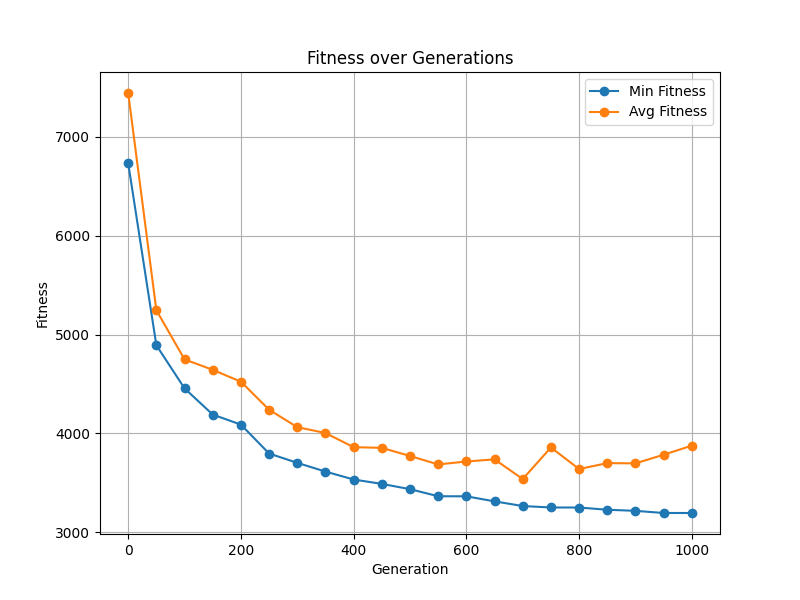 Fitness over Generations
Min Fitness
Avg Fitness
7000
6000
5000
4000
3000
Fitness
0 200 400 600 800 1000
Generation